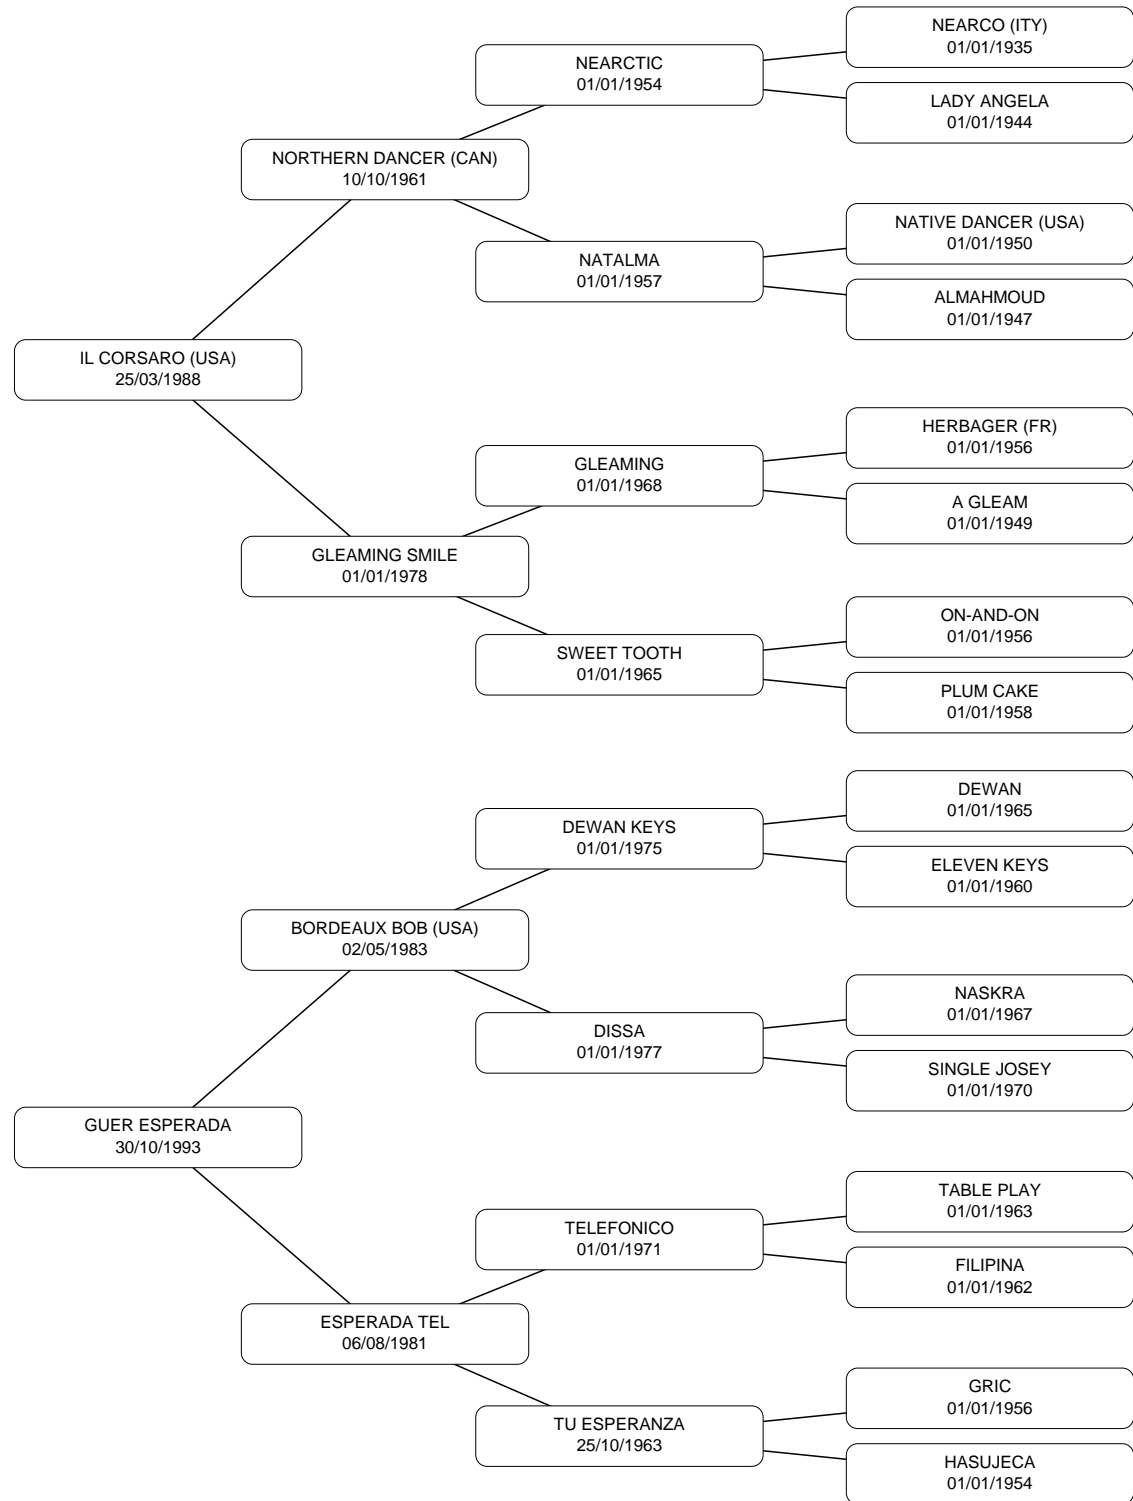 NEARCO (ITY)
01/01/1935
NEARCTIC
01/01/1954
LADY ANGELA
01/01/1944
NORTHERN DANCER (CAN)
10/10/1961
NATIVE DANCER (USA)
01/01/1950
NATALMA
01/01/1957
ALMAHMOUD
01/01/1947
IL CORSARO (USA)
25/03/1988
HERBAGER (FR)
01/01/1956
GLEAMING
01/01/1968
A GLEAM
01/01/1949
GLEAMING SMILE
01/01/1978
ON-AND-ON
01/01/1956
SWEET TOOTH
01/01/1965
PLUM CAKE
01/01/1958
DEWAN
01/01/1965
DEWAN KEYS
01/01/1975
ELEVEN KEYS
01/01/1960
BORDEAUX BOB (USA)
02/05/1983
NASKRA
01/01/1967
DISSA
01/01/1977
SINGLE JOSEY
01/01/1970
GUER ESPERADA
30/10/1993
TABLE PLAY
01/01/1963
TELEFONICO
01/01/1971
FILIPINA
01/01/1962
ESPERADA TEL
06/08/1981
GRIC
01/01/1956
TU ESPERANZA
25/10/1963
HASUJECA
01/01/1954